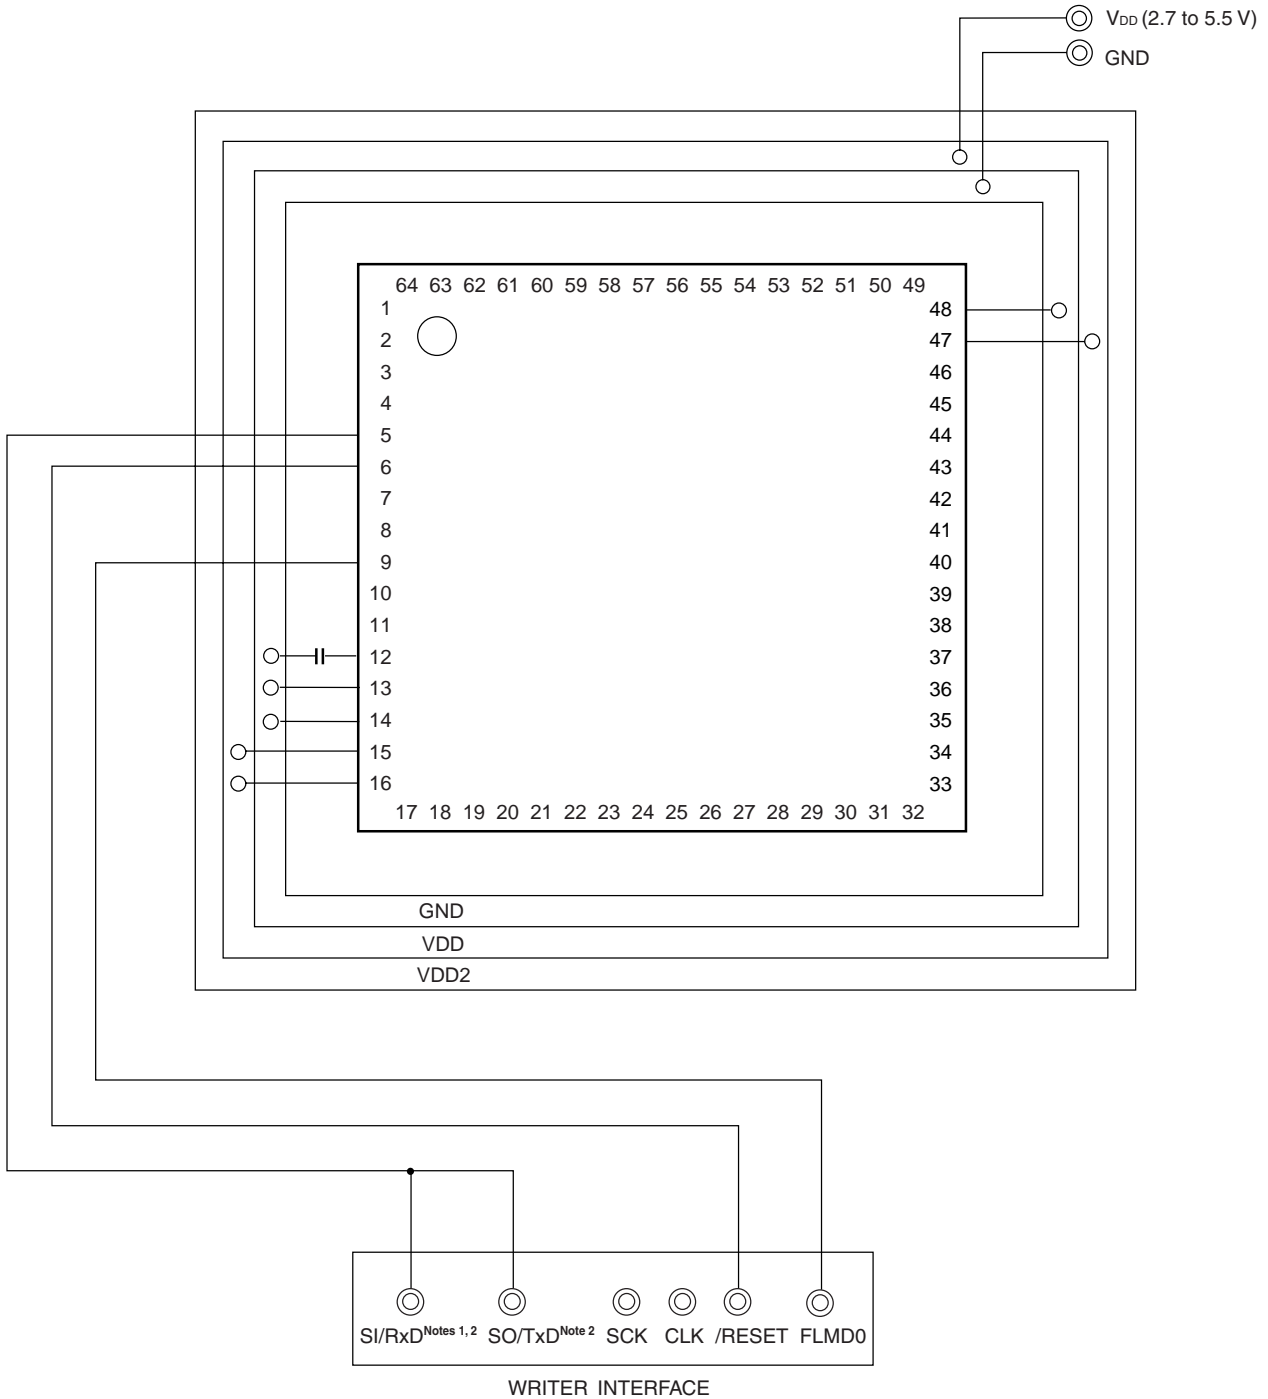 VDD (2.7 to 5.5 V)
GND
64 63 62 61 60 59 58 57 56 55 54 53 52 51 50 49
1 48
2 47
3 46
4 45
5 44
6 43
7 42
8 41
9 40
10 39
11 38
12 37
13 36
14 35
15 34
16 33
17 18 19 20 21 22 23 24 25 26 27 28 29 30 31 32
GND
VDD
VDD2
SI/RxD Notes 1, 2 SO/TxD Note 2 SCK CLK /RESET FLMD0
WRITER INTERFACE